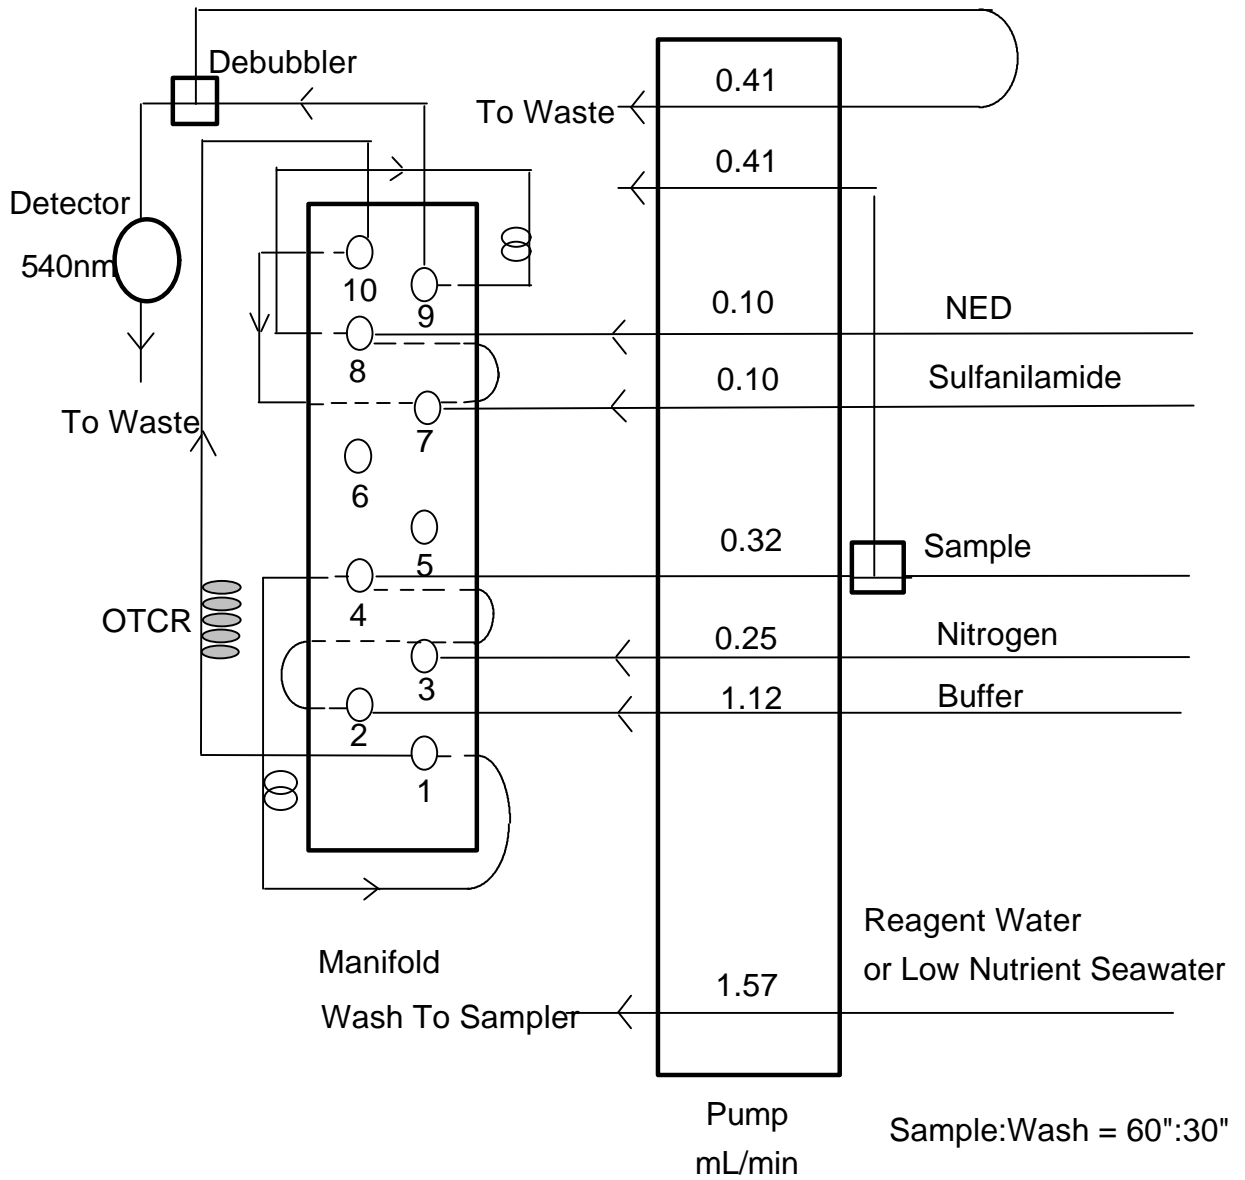 Debubbler
0.41
To Waste
0.41
Detector
540nm
10
9
0.10
NED
8
0.10
Sulfanilamide
To Waste
7
6
0.32
Sample
5
4
OTCR
0.25
Nitrogen
3
1.12
Buffer
2
1
Reagent Water
or Low Nutrient Seawater
Manifold
1.57
Wash To Sampler
Pump
mL/min
Sample:Wash = 60":30"